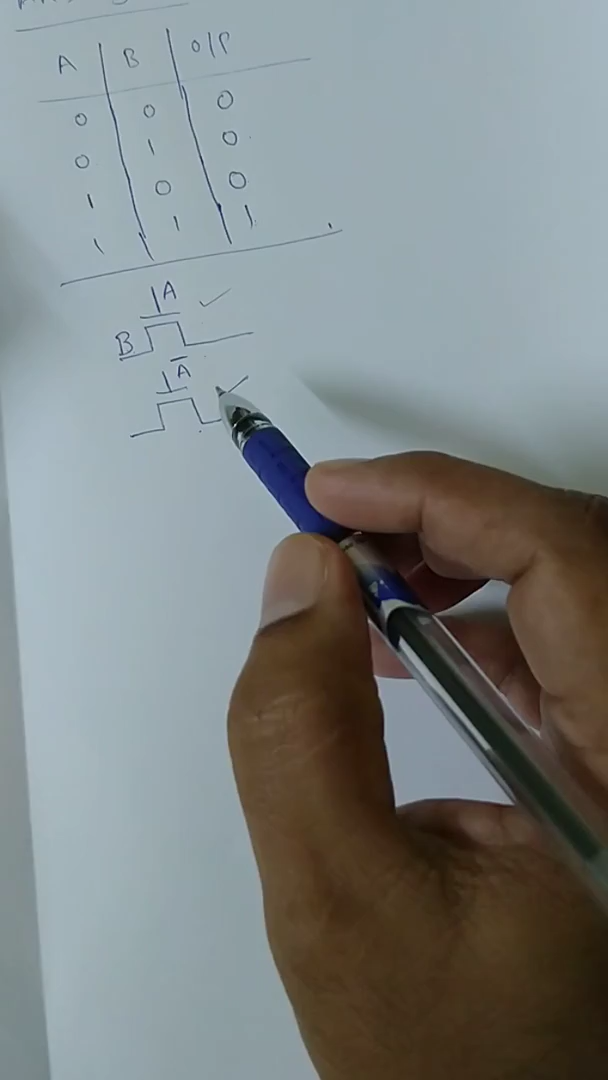 A B O/P
0 0 0
0 1 0
1 0 0
1 1 1
A
B
A̅